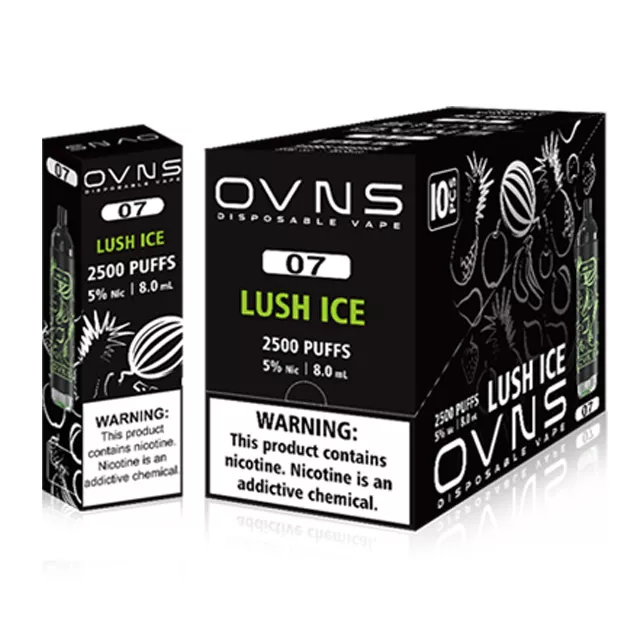 OVNS
07
OVNS
DISPOSABLE VAPE
07
LUSH ICE
2500 PUFFS
5% Nic | 8.0 mL
WARNING:
This product
contains nicotine.
Nicotine is an
addictive chemical.
OVNS
DISPOSABLE VAPE
07
LUSH ICE
2500 PUFFS
5% Nic | 8.0 mL
WARNING:
This product contains
nicotine. Nicotine is an
addictive chemical.
10 PCS
LUSH ICE
2500 PUFFS
5% Nic | 8.0 mL
OVNS
DISPOSABLE VAPE
07